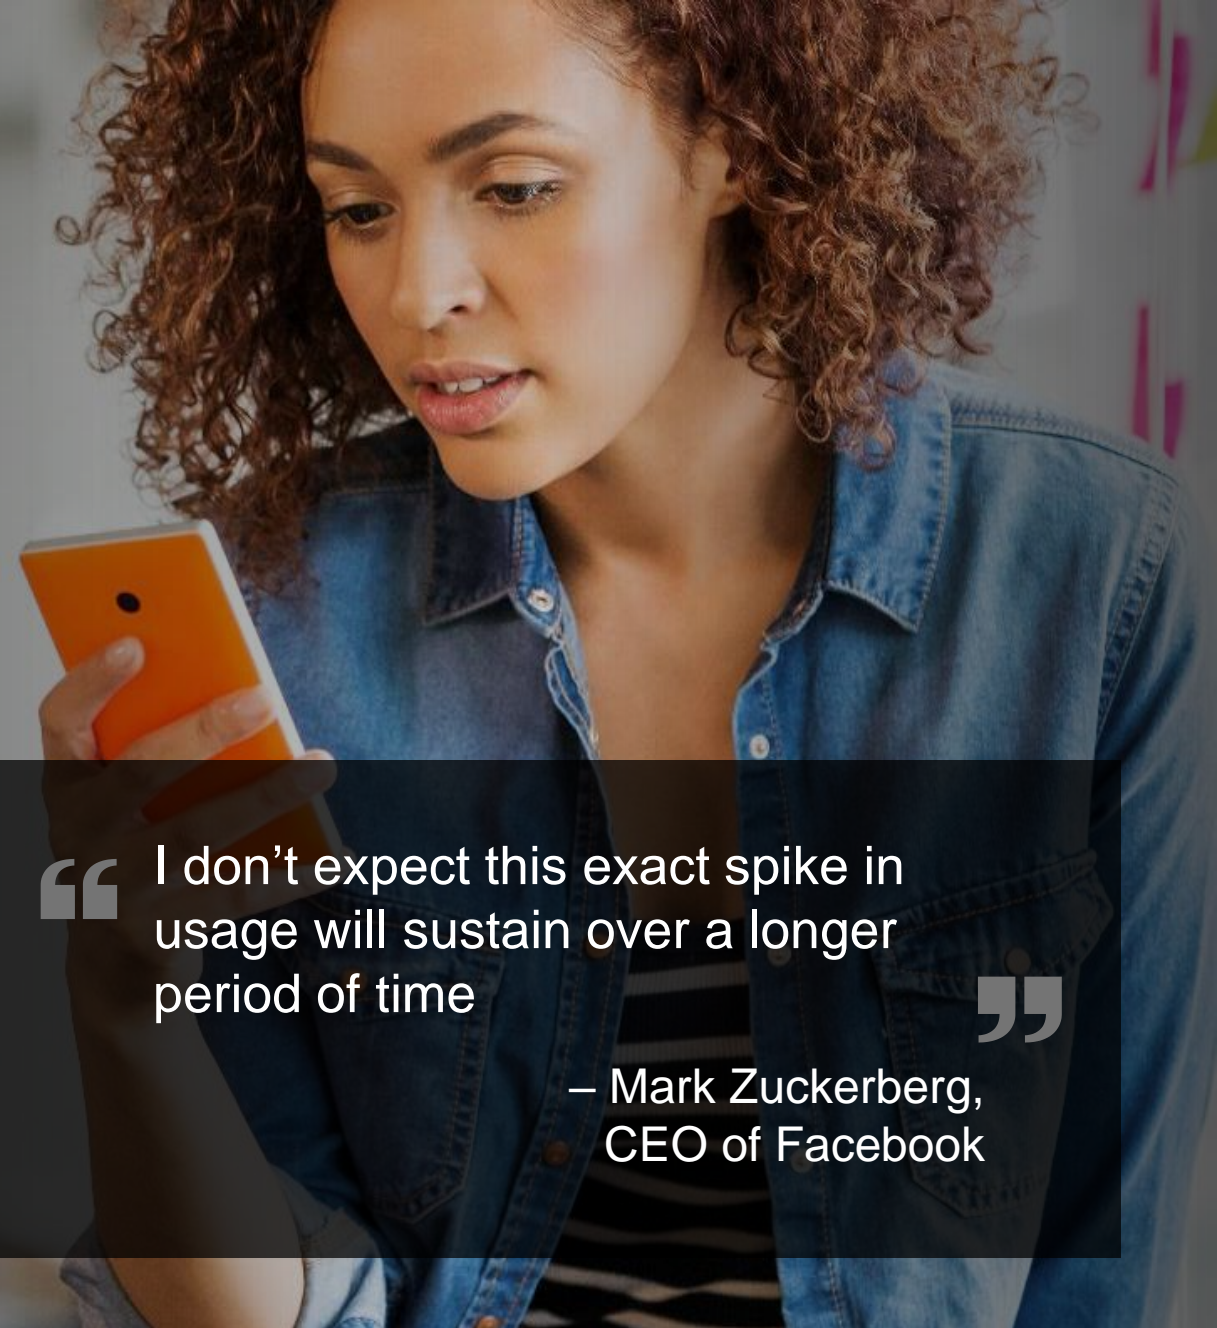 “ I don’t expect this exact spike in
usage will sustain over a longer
period of time ”
– Mark Zuckerberg,
CEO of Facebook